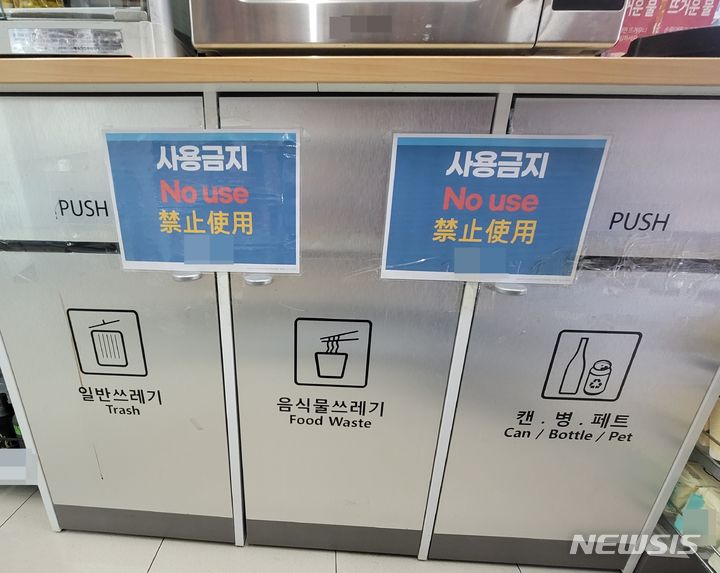 사용금지
No use
禁止使用
사용금지
No use
禁止使用
PUSH
PUSH
일반쓰레기
Trash
음식물쓰레기
Food Waste
캔 . 병 . 페트
Can / Bottle / Pet
NEWSIS